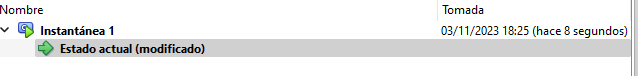 Nombre Tomada
Instantánea 1 03/11/2023 18:25 (hace 8 segundos)
Estado actual (modificado)